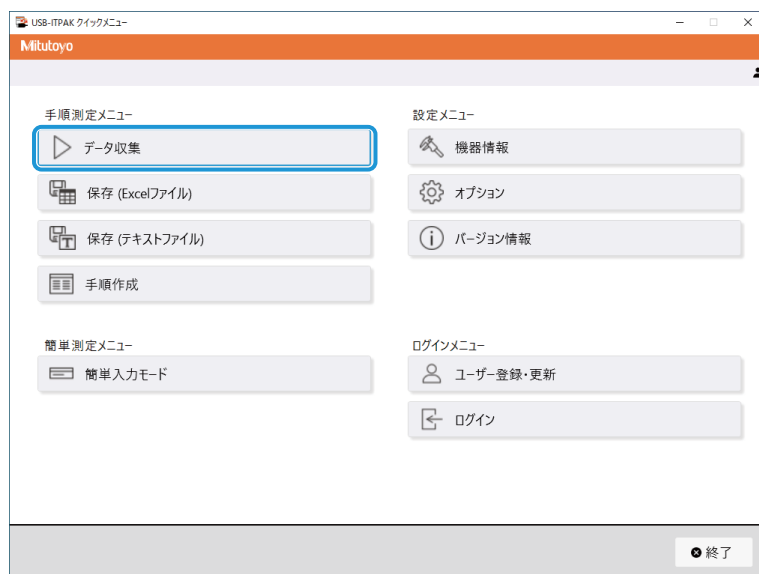 USB-ITPAK クイックメニュー
Mitutoyo
手順測定メニュー
データ収集
保存 (Excelファイル)
保存 (テキストファイル)
手順作成
簡単測定メニュー
簡単入力モード
設定メニュー
機器情報
オプション
バージョン情報
ログインメニュー
ユーザー登録・更新
ログイン
終了